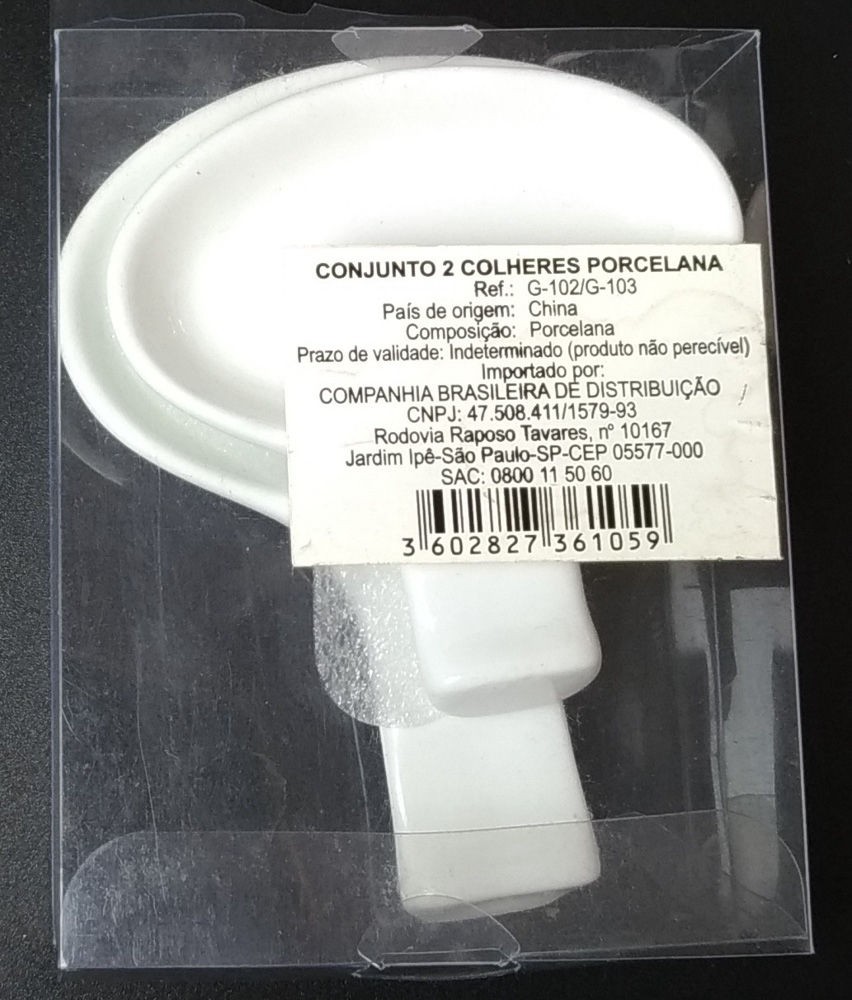 CONJUNTO 2 COLHERES PORCELANA
Ref.: G-102/G-103
País de origem: China
Composição: Porcelana
Prazo de validade: Indeterminado (produto não perecível)
Importado por:
COMPANHIA BRASILEIRA DE DISTRIBUIÇÃO
CNPJ: 47.508.411/1579-93
Rodovia Raposo Tavares, nº 10167
Jardim Ipê-São Paulo-SP-CEP 05577-000
SAC: 0800 11 50 60
3 602827 361059